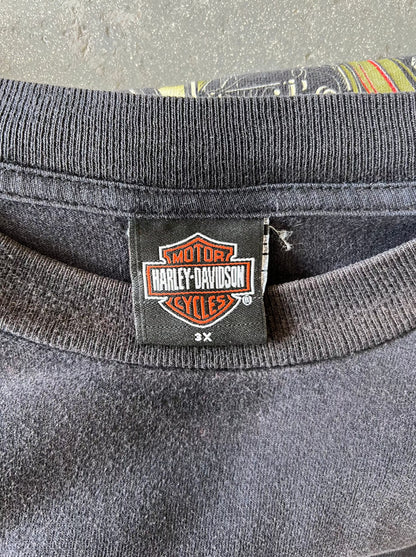 MOTOR
HARLEY-DAVIDSON
CYCLES
®
3X